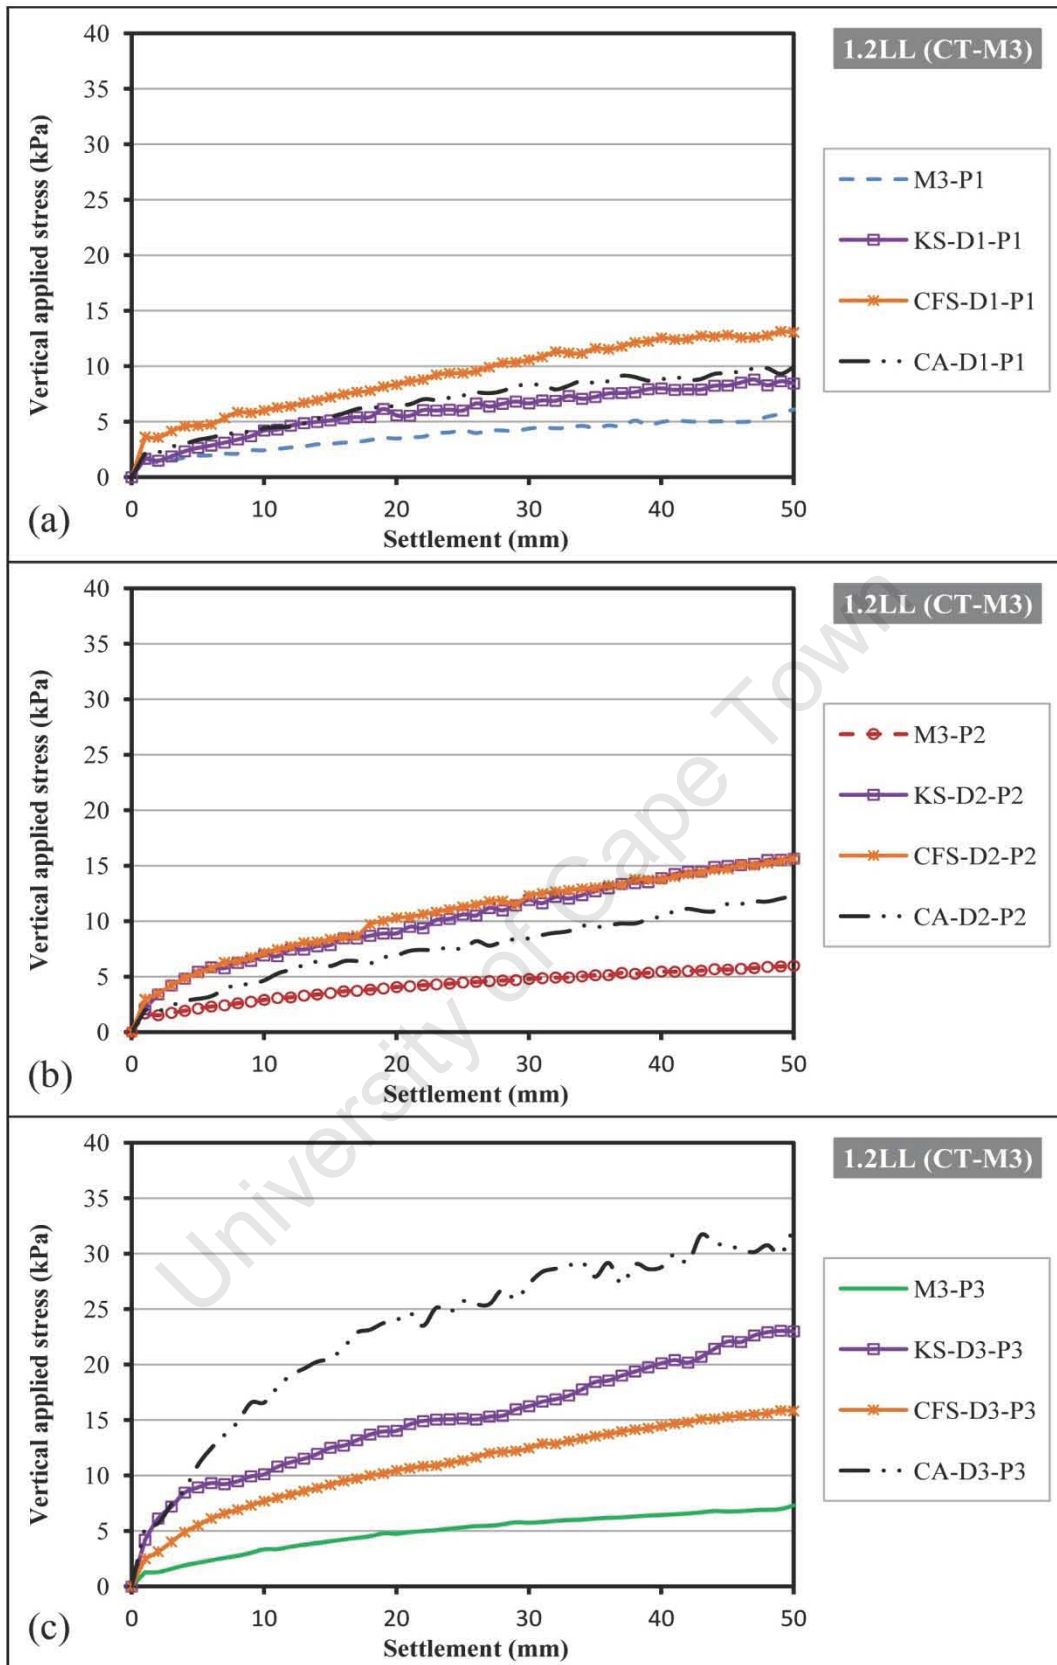 1.2LL (CT-M3)
40
35
30
25
20
15
10
5
0
Vertical applied stress (kPa)
M3-P1
KS-D1-P1
CFS-D1-P1
CA-D1-P1
0 10 20 30 40 50
Settlement (mm)
(a)
1.2LL (CT-M3)
40
35
30
25
20
15
10
5
0
Vertical applied stress (kPa)
M3-P2
KS-D2-P2
CFS-D2-P2
CA-D2-P2
0 10 20 30 40 50
Settlement (mm)
(b)
1.2LL (CT-M3)
40
35
30
25
20
15
10
5
0
Vertical applied stress (kPa)
M3-P3
KS-D3-P3
CFS-D3-P3
CA-D3-P3
0 10 20 30 40 50
Settlement (mm)
(c)
University of Cape Town